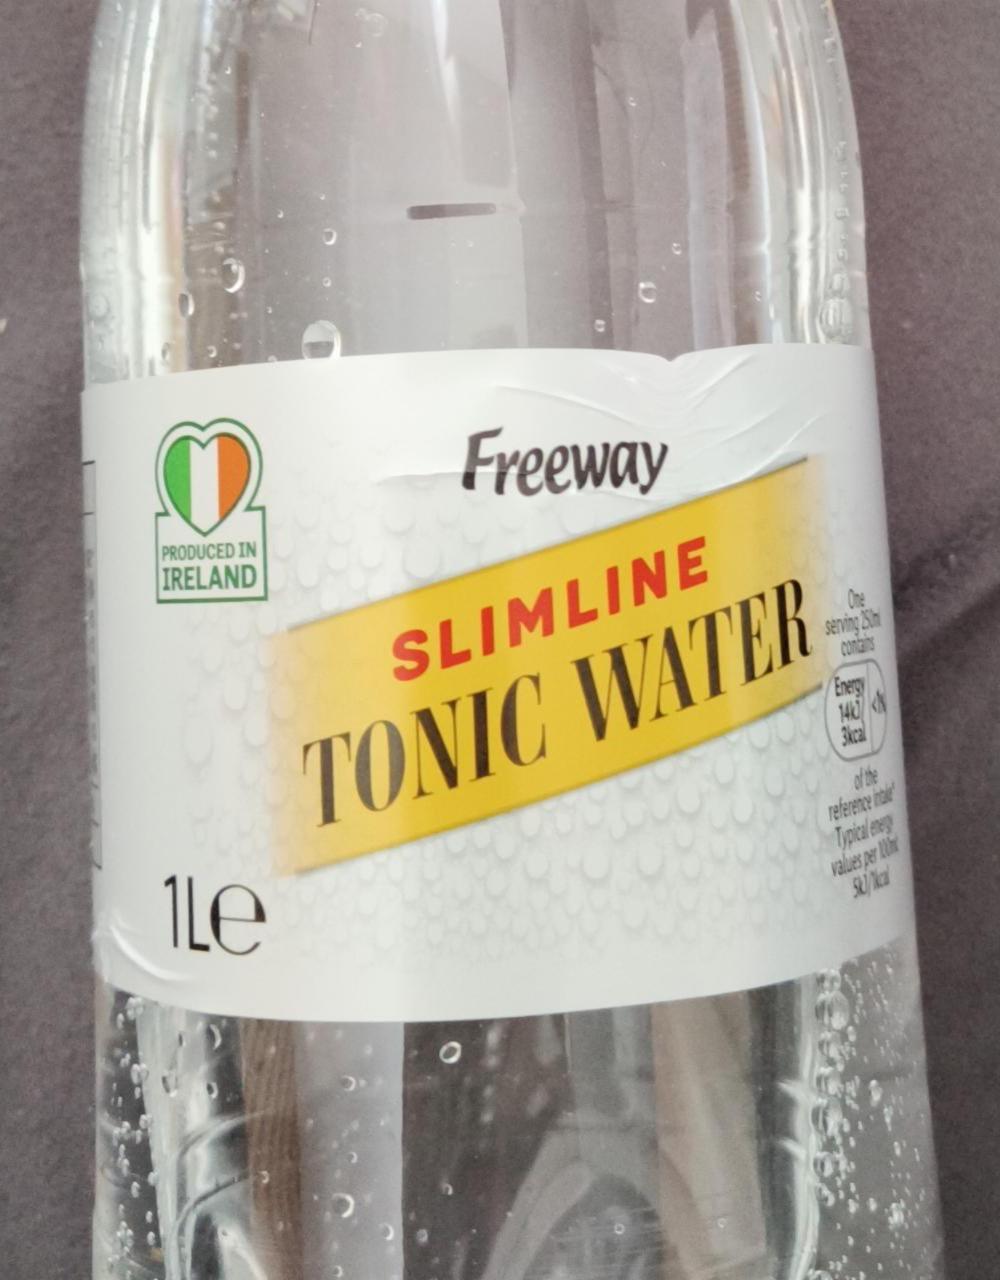 Freeway
PRODUCED IN
IRELAND
SLIMLINE
TONIC WATER
1Le
One
serving 250ml
contains
Energy
14kJ
3kcal
<1%
of the
reference intake*
Typical energy
values per 100ml:
5kJ/1kcal